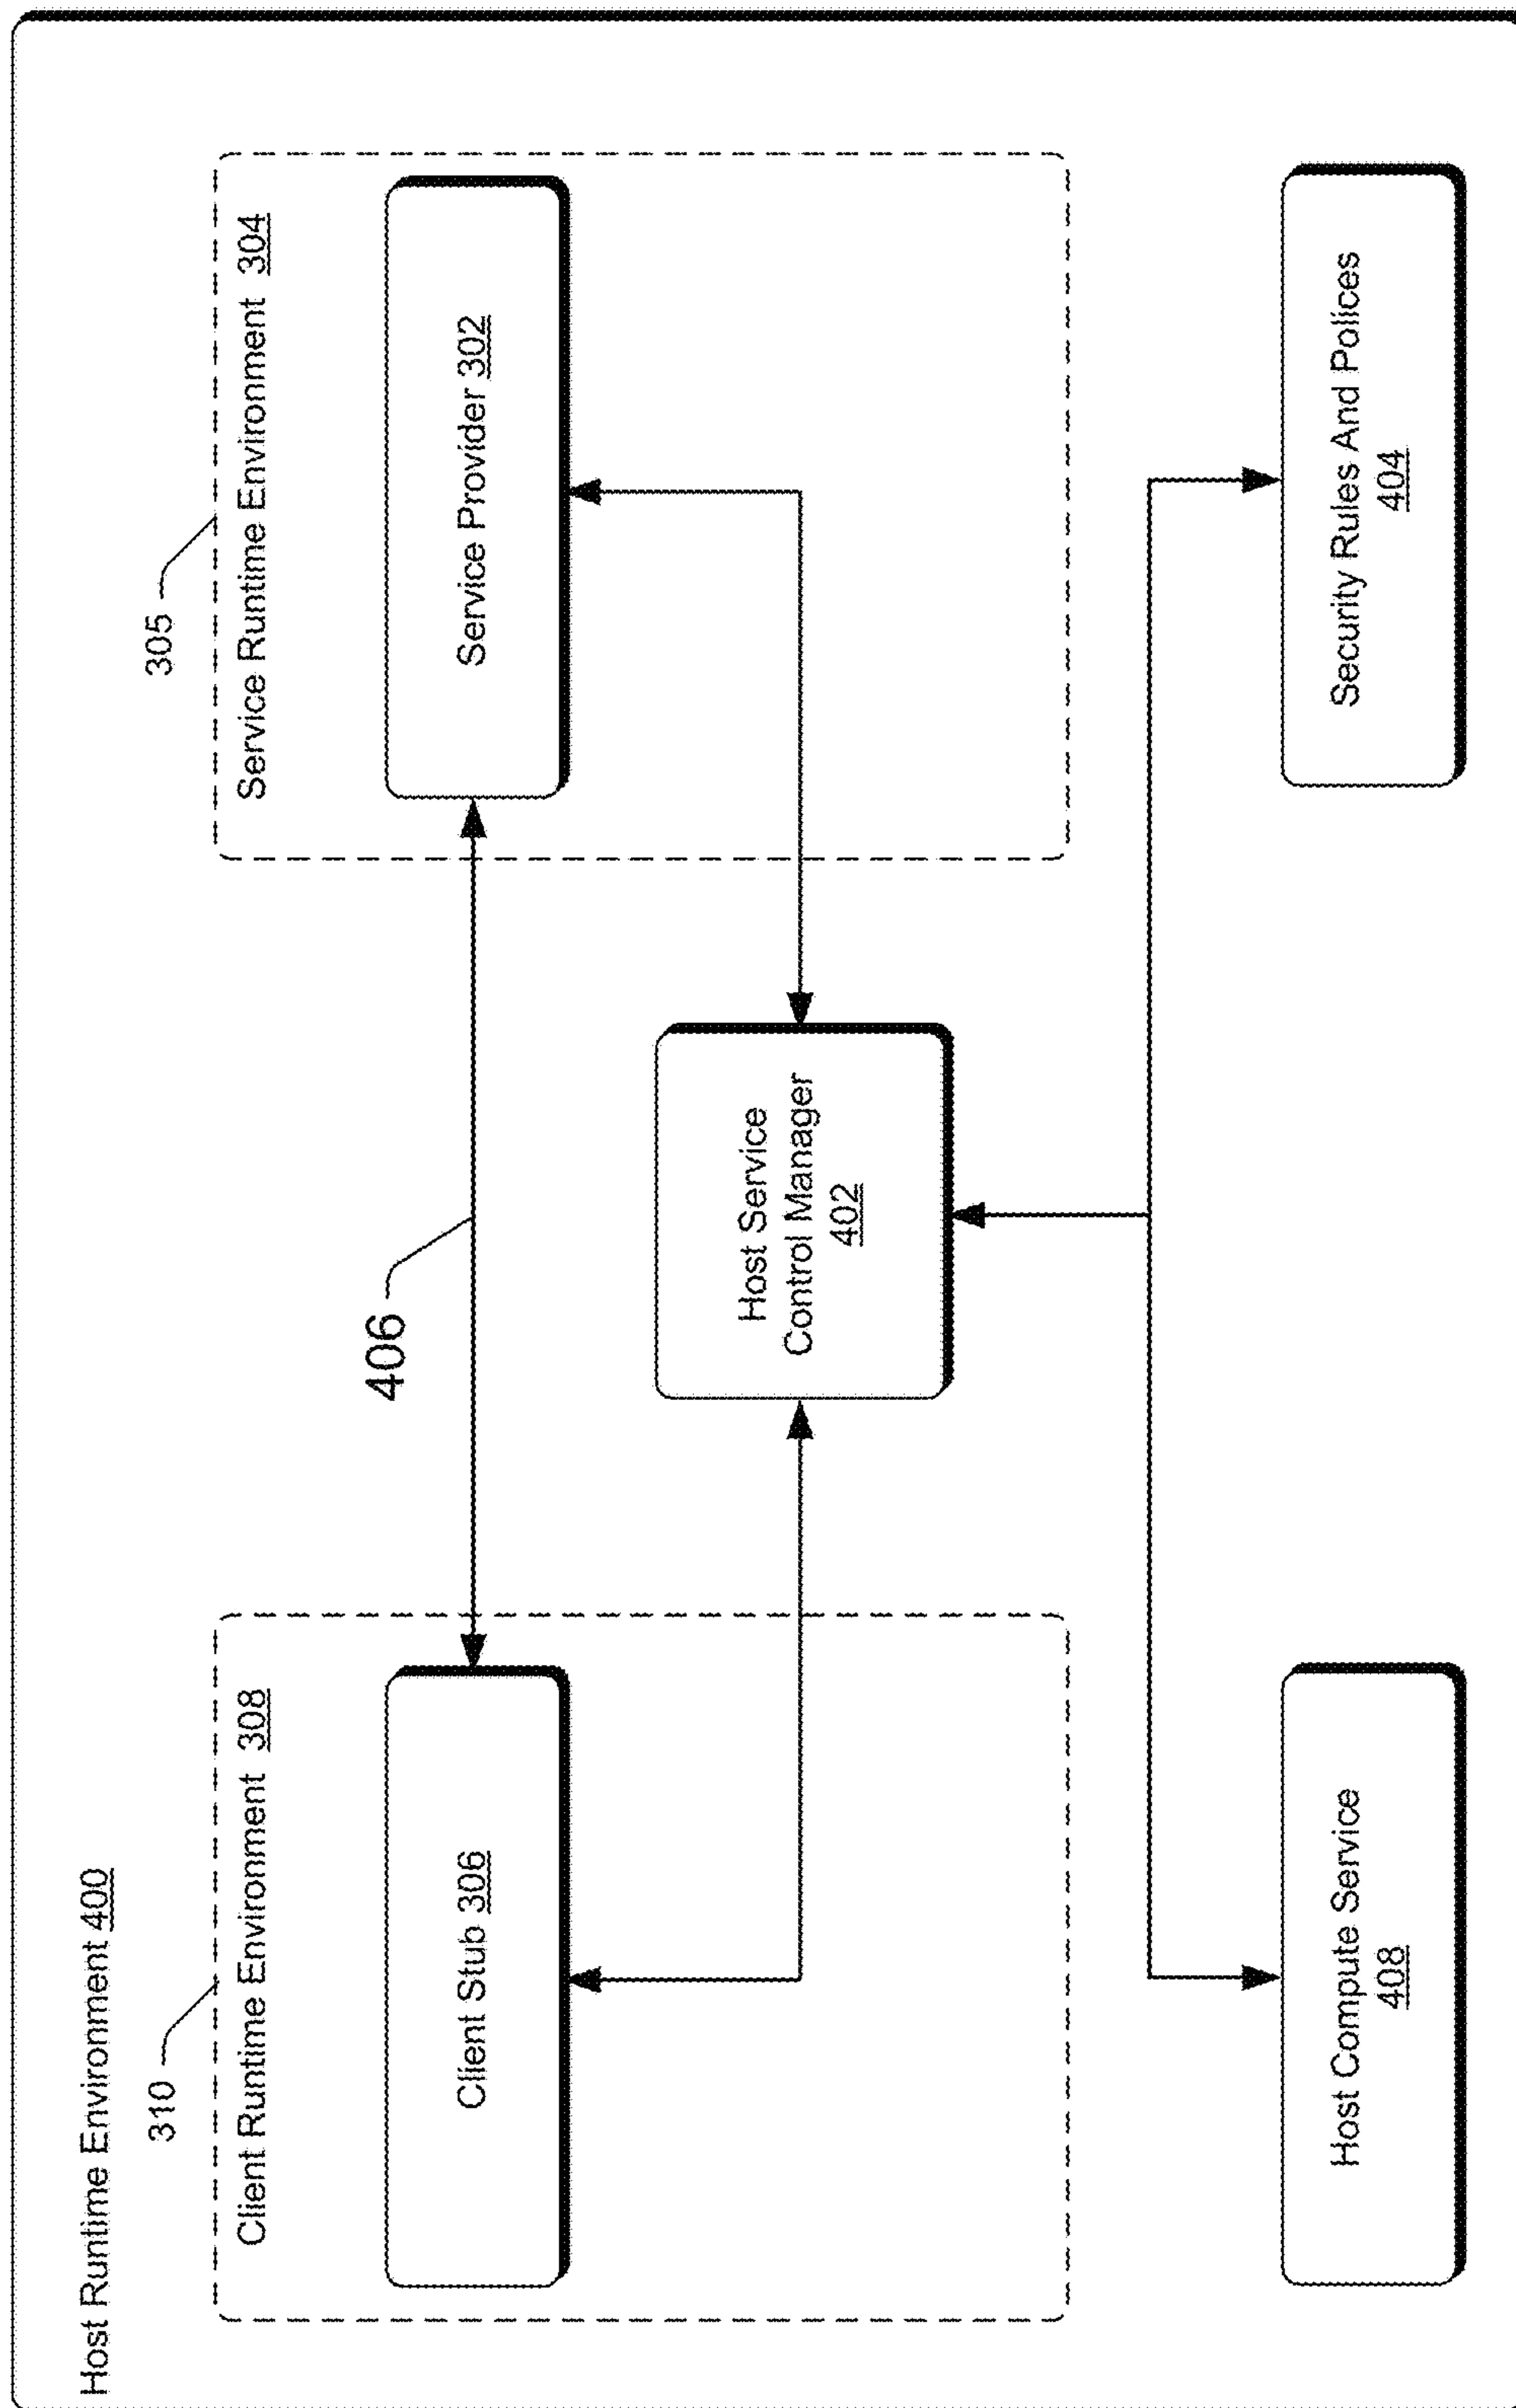 Host Runtime Environment 400
310
305
Client Runtime Environment 308
Service Runtime Environment 304
406
Client Stub 306
Service Provider 302
Host Service
Control Manager
402
Host Compute Service
408
Security Rules And Polices
404